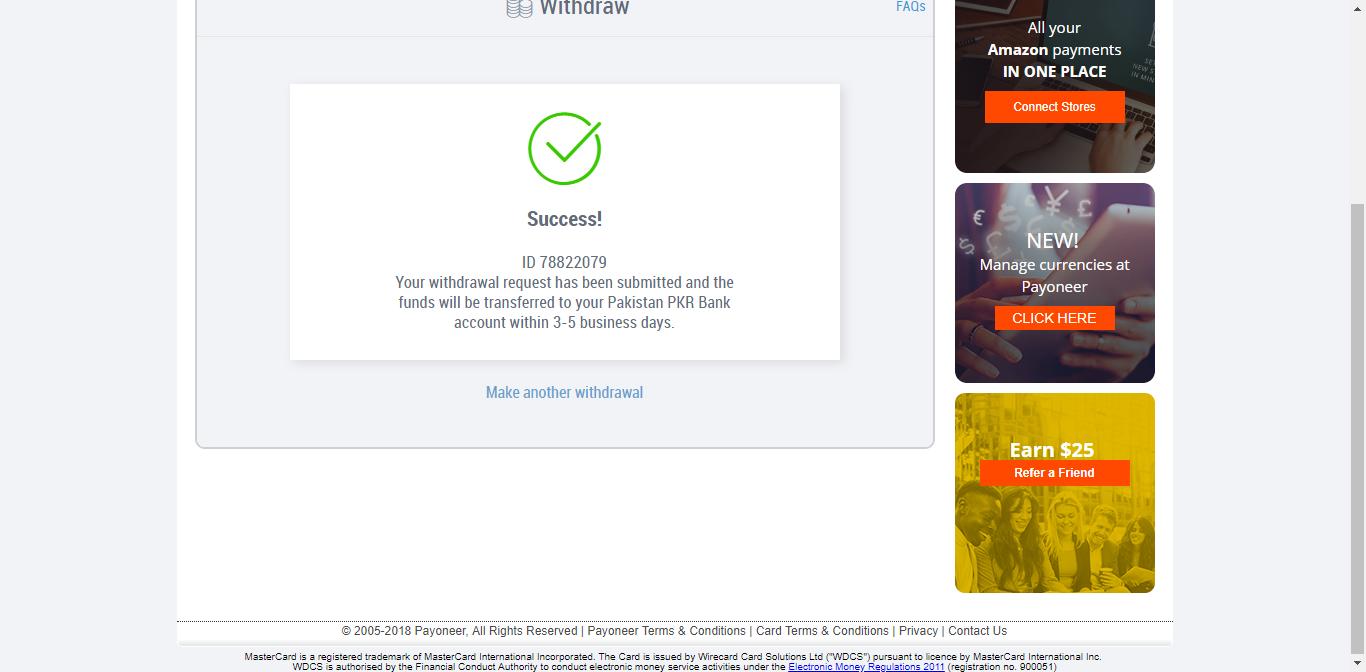 Withdraw
FAQs
Success!
ID 78822079
Your withdrawal request has been submitted and the
funds will be transferred to your Pakistan PKR Bank
account within 3-5 business days.
Make another withdrawal
All your
Amazon payments
IN ONE PLACE
Connect Stores
NEW!
Manage currencies at
Payoneer
CLICK HERE
Earn $25
Refer a Friend
© 2005-2018 Payoneer, All Rights Reserved | Payoneer Terms & Conditions | Card Terms & Conditions | Privacy | Contact Us
MasterCard is a registered trademark of MasterCard International Incorporated. The Card is issued by Wirecard Card Solutions Ltd ("WDCS") pursuant to licence by MasterCard International Inc.
WDCS is authorised by the Financial Conduct Authority to conduct electronic money service activities under the Electronic Money Regulations 2011 (registration no. 900051)